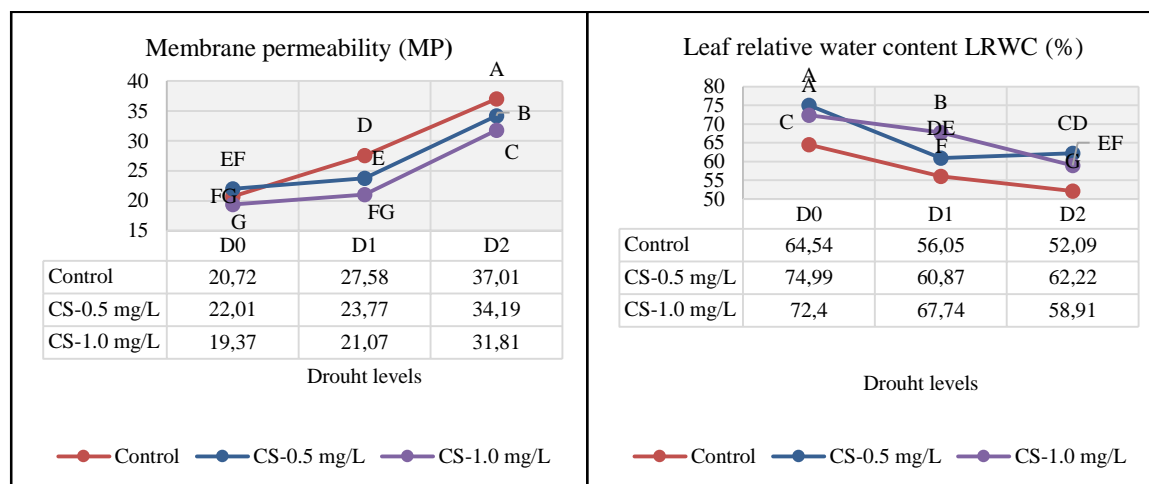 Membrane permeability (MP)
40
35
30
25
20
15
A
B
C
D
E
FG
EF
FG
G
D0 D1 D2
Control 20,72 27,58 37,01
CS-0.5 mg/L 22,01 23,77 34,19
CS-1.0 mg/L 19,37 21,07 31,81
Drouht levels
Control CS-0.5 mg/L CS-1.0 mg/L
Leaf relative water content LRWC (%)
80
75
70
65
60
55
50
A
A
C
B
DE
F
CD
EF
G
D0 D1 D2
64,54 56,05 52,09
Control
74,99 60,87 62,22
CS-0.5 mg/L
72,4 67,74 58,91
CS-1.0 mg/L
Drouht levels
Control CS-0.5 mg/L CS-1.0 mg/L